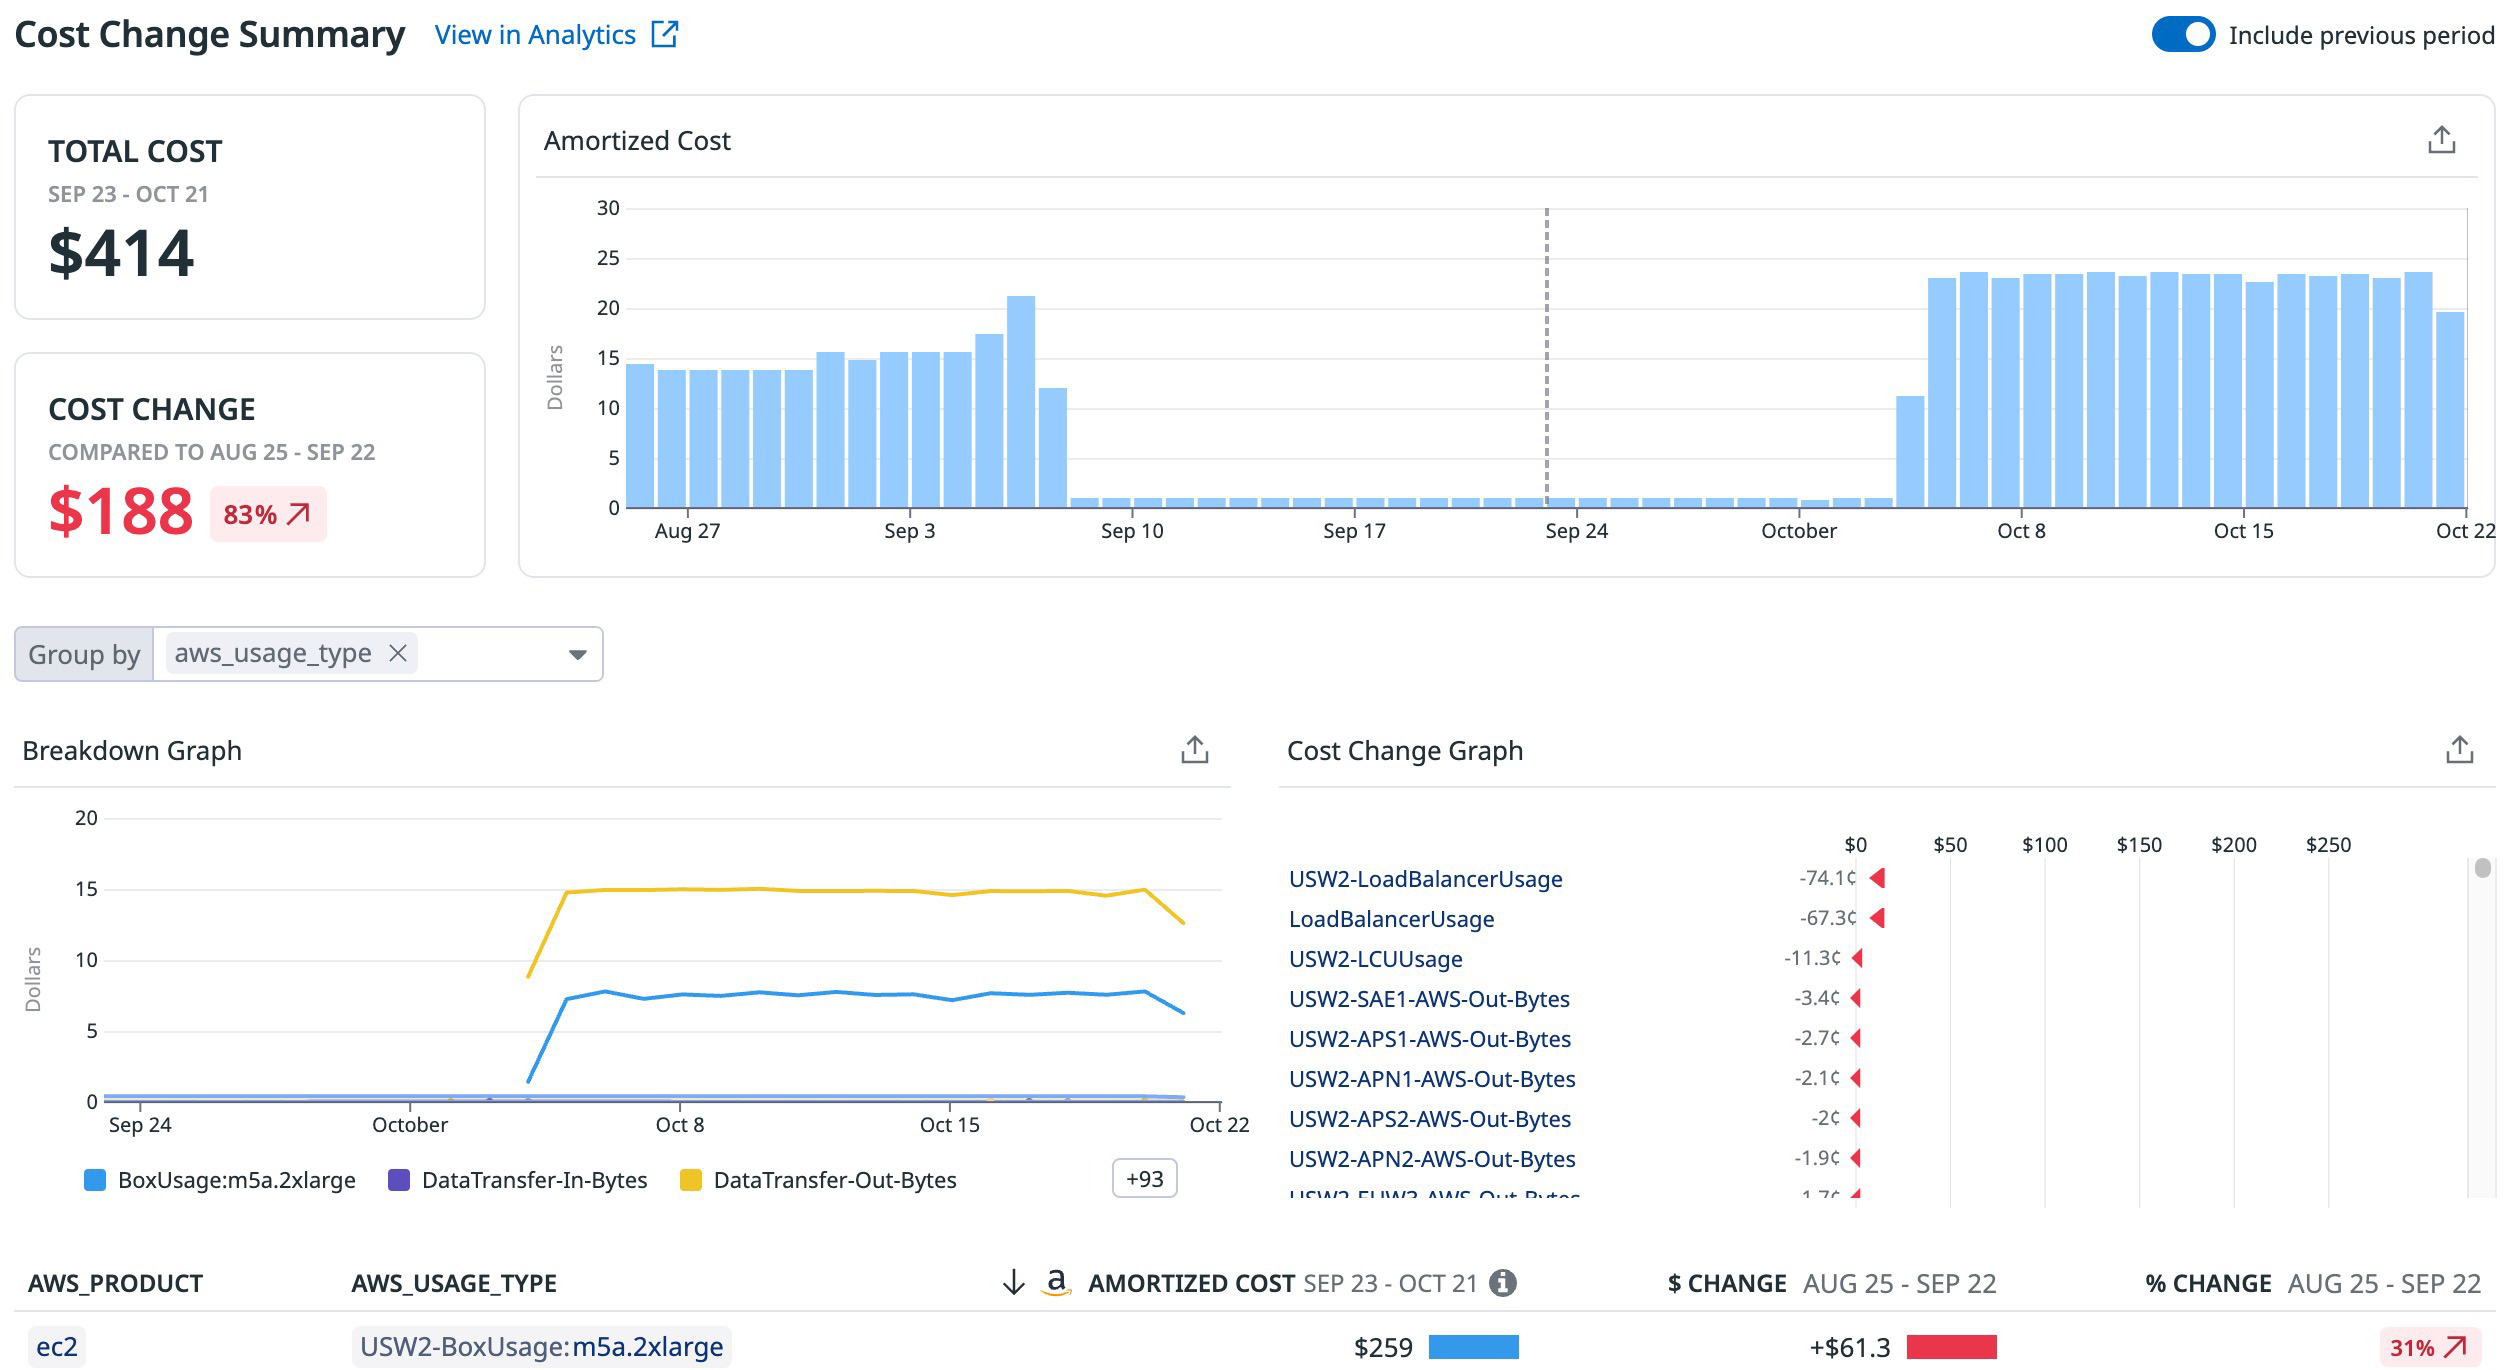 Cost Change Summary View in Analytics Include previous period
TOTAL COST
SEP 23 - OCT 21
$414
COST CHANGE
COMPARED TO AUG 25 - SEP 22
$188 83%
Amortized Cost
Dollars
30
25
20
15
10
5
0
Aug 27 Sep 3 Sep 10 Sep 17 Sep 24 October Oct 8 Oct 15 Oct 22
Group by aws_usage_type
Breakdown Graph
Dollars
20
15
10
5
0
Sep 24 October Oct 8 Oct 15 Oct 22
BoxUsage:m5a.2xlarge DataTransfer-In-Bytes DataTransfer-Out-Bytes +93
Cost Change Graph
$0 $50 $100 $150 $200 $250
USW2-LoadBalancerUsage -74.1¢
LoadBalancerUsage -67.3¢
USW2-LCUUsage -11.3¢
USW2-SAE1-AWS-Out-Bytes -3.4¢
USW2-APS1-AWS-Out-Bytes -2.7¢
USW2-APN1-AWS-Out-Bytes -2.1¢
USW2-APS2-AWS-Out-Bytes -2¢
USW2-APN2-AWS-Out-Bytes -1.9¢
USW2-EUW3-AWS-Out-Bytes -1.7¢
AWS_PRODUCT AWS_USAGE_TYPE AMORTIZED COST SEP 23 - OCT 21 $ CHANGE AUG 25 - SEP 22 % CHANGE AUG 25 - SEP 22
ec2 USW2-BoxUsage:m5a.2xlarge $259 +$61.3 31%